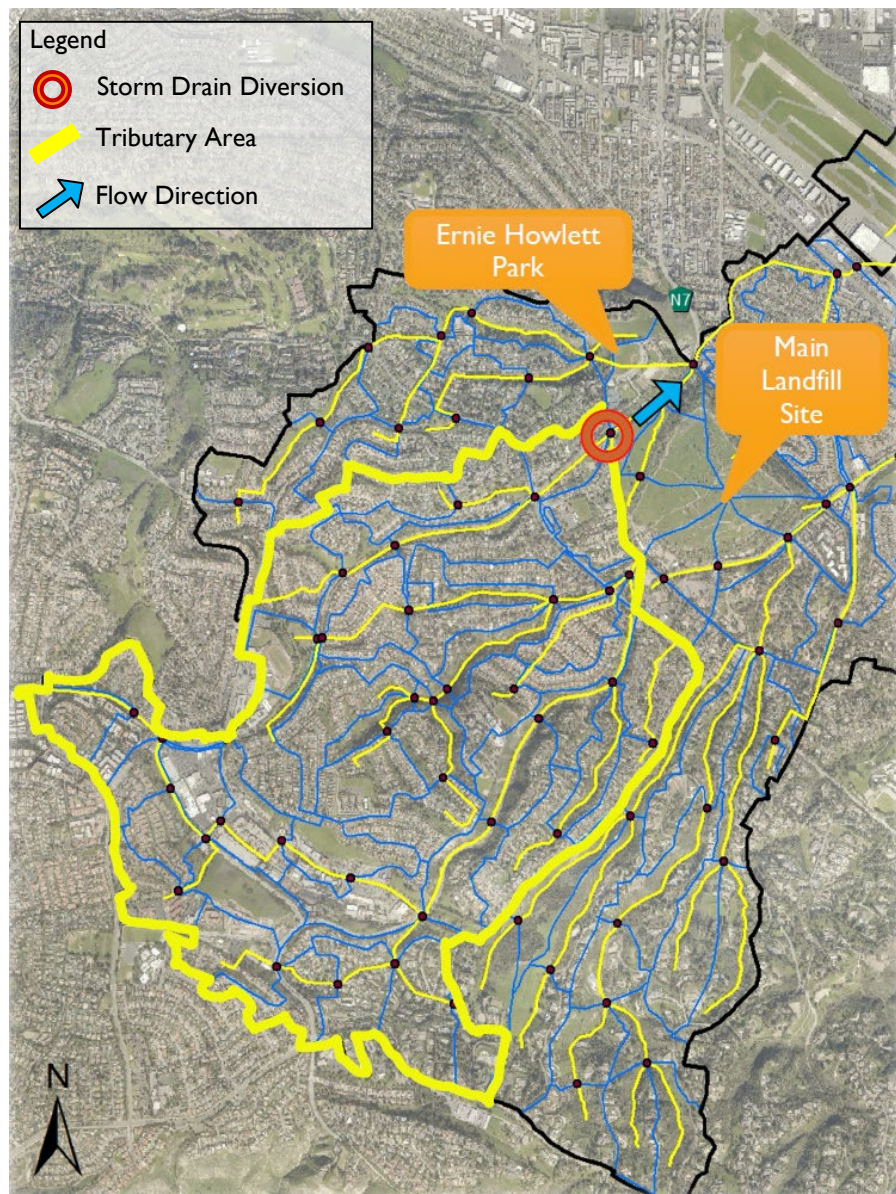 Legend
Storm Drain Diversion
Tributary Area
Flow Direction
Ernie Howlett
Park
N7
Main
Landfill
Site
N